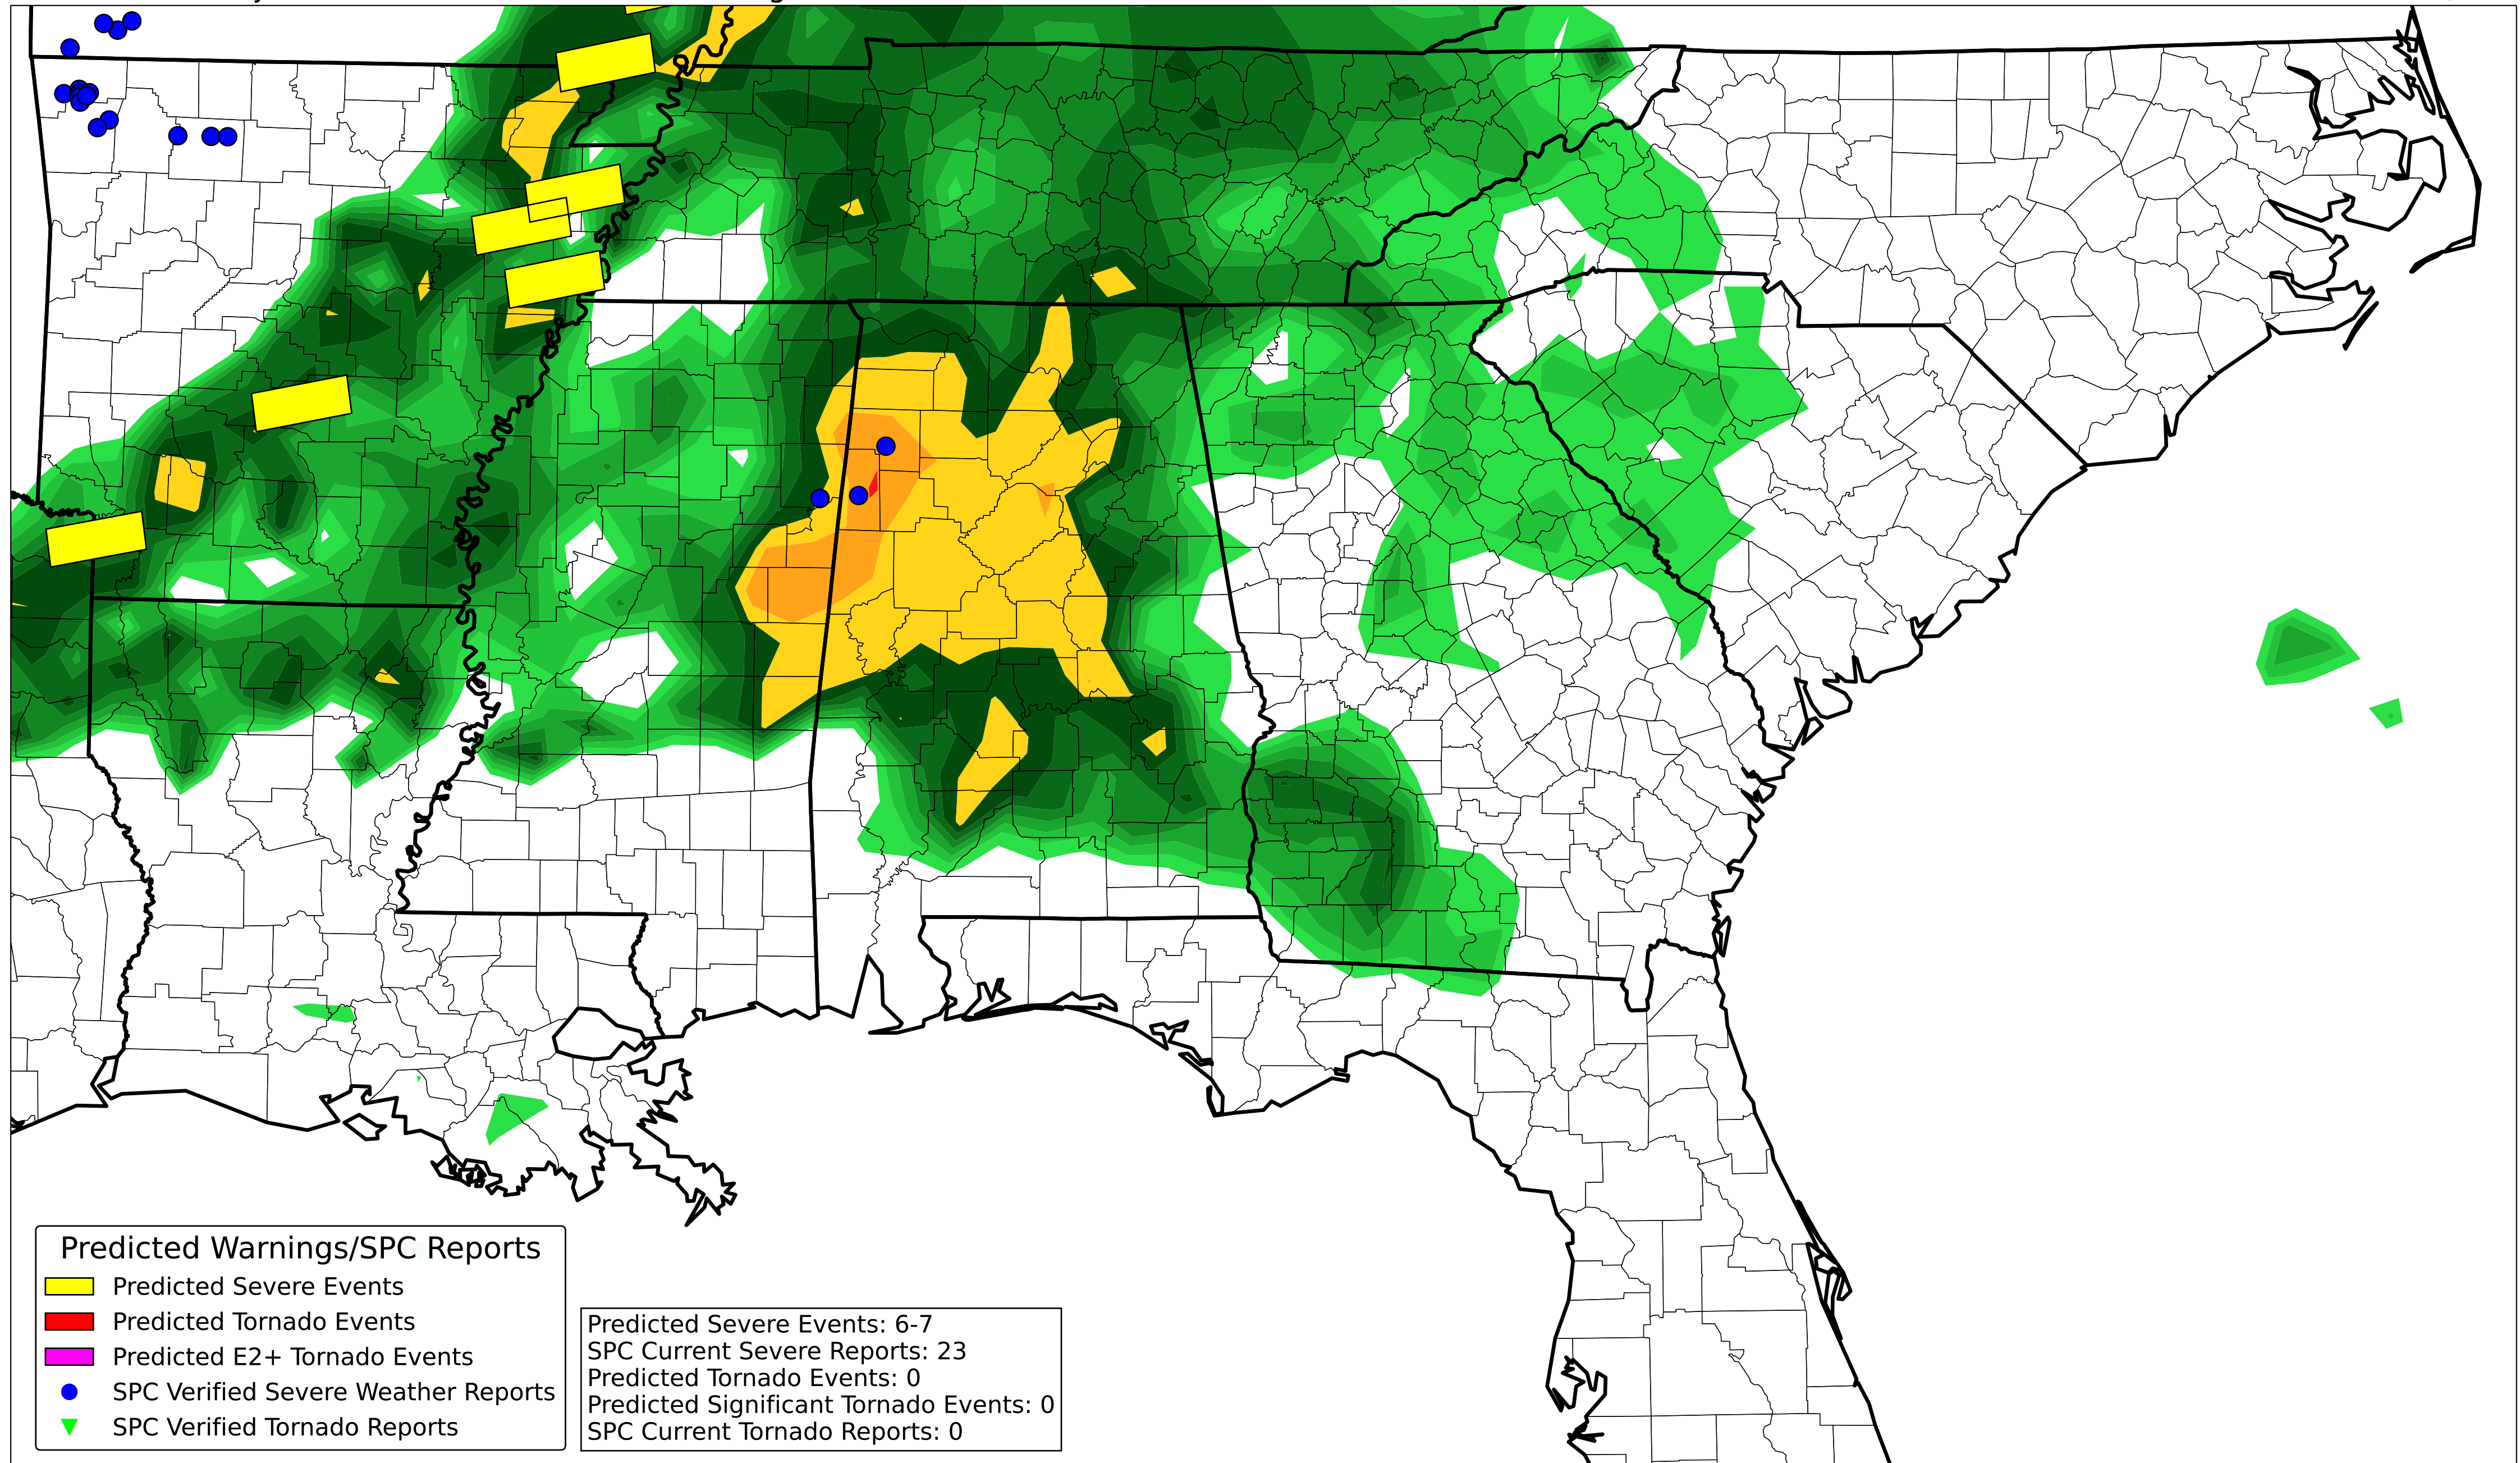 Predicted Warnings/SPC Reports
Predicted Severe Events
Predicted Tornado Events
Predicted E2+ Tornado Events
SPC Verified Severe Weather Reports
SPC Verified Tornado Reports
Predicted Severe Events: 6-7
SPC Current Severe Reports: 23
Predicted Tornado Events: 0
Predicted Significant Tornado Events: 0
SPC Current Tornado Reports: 0